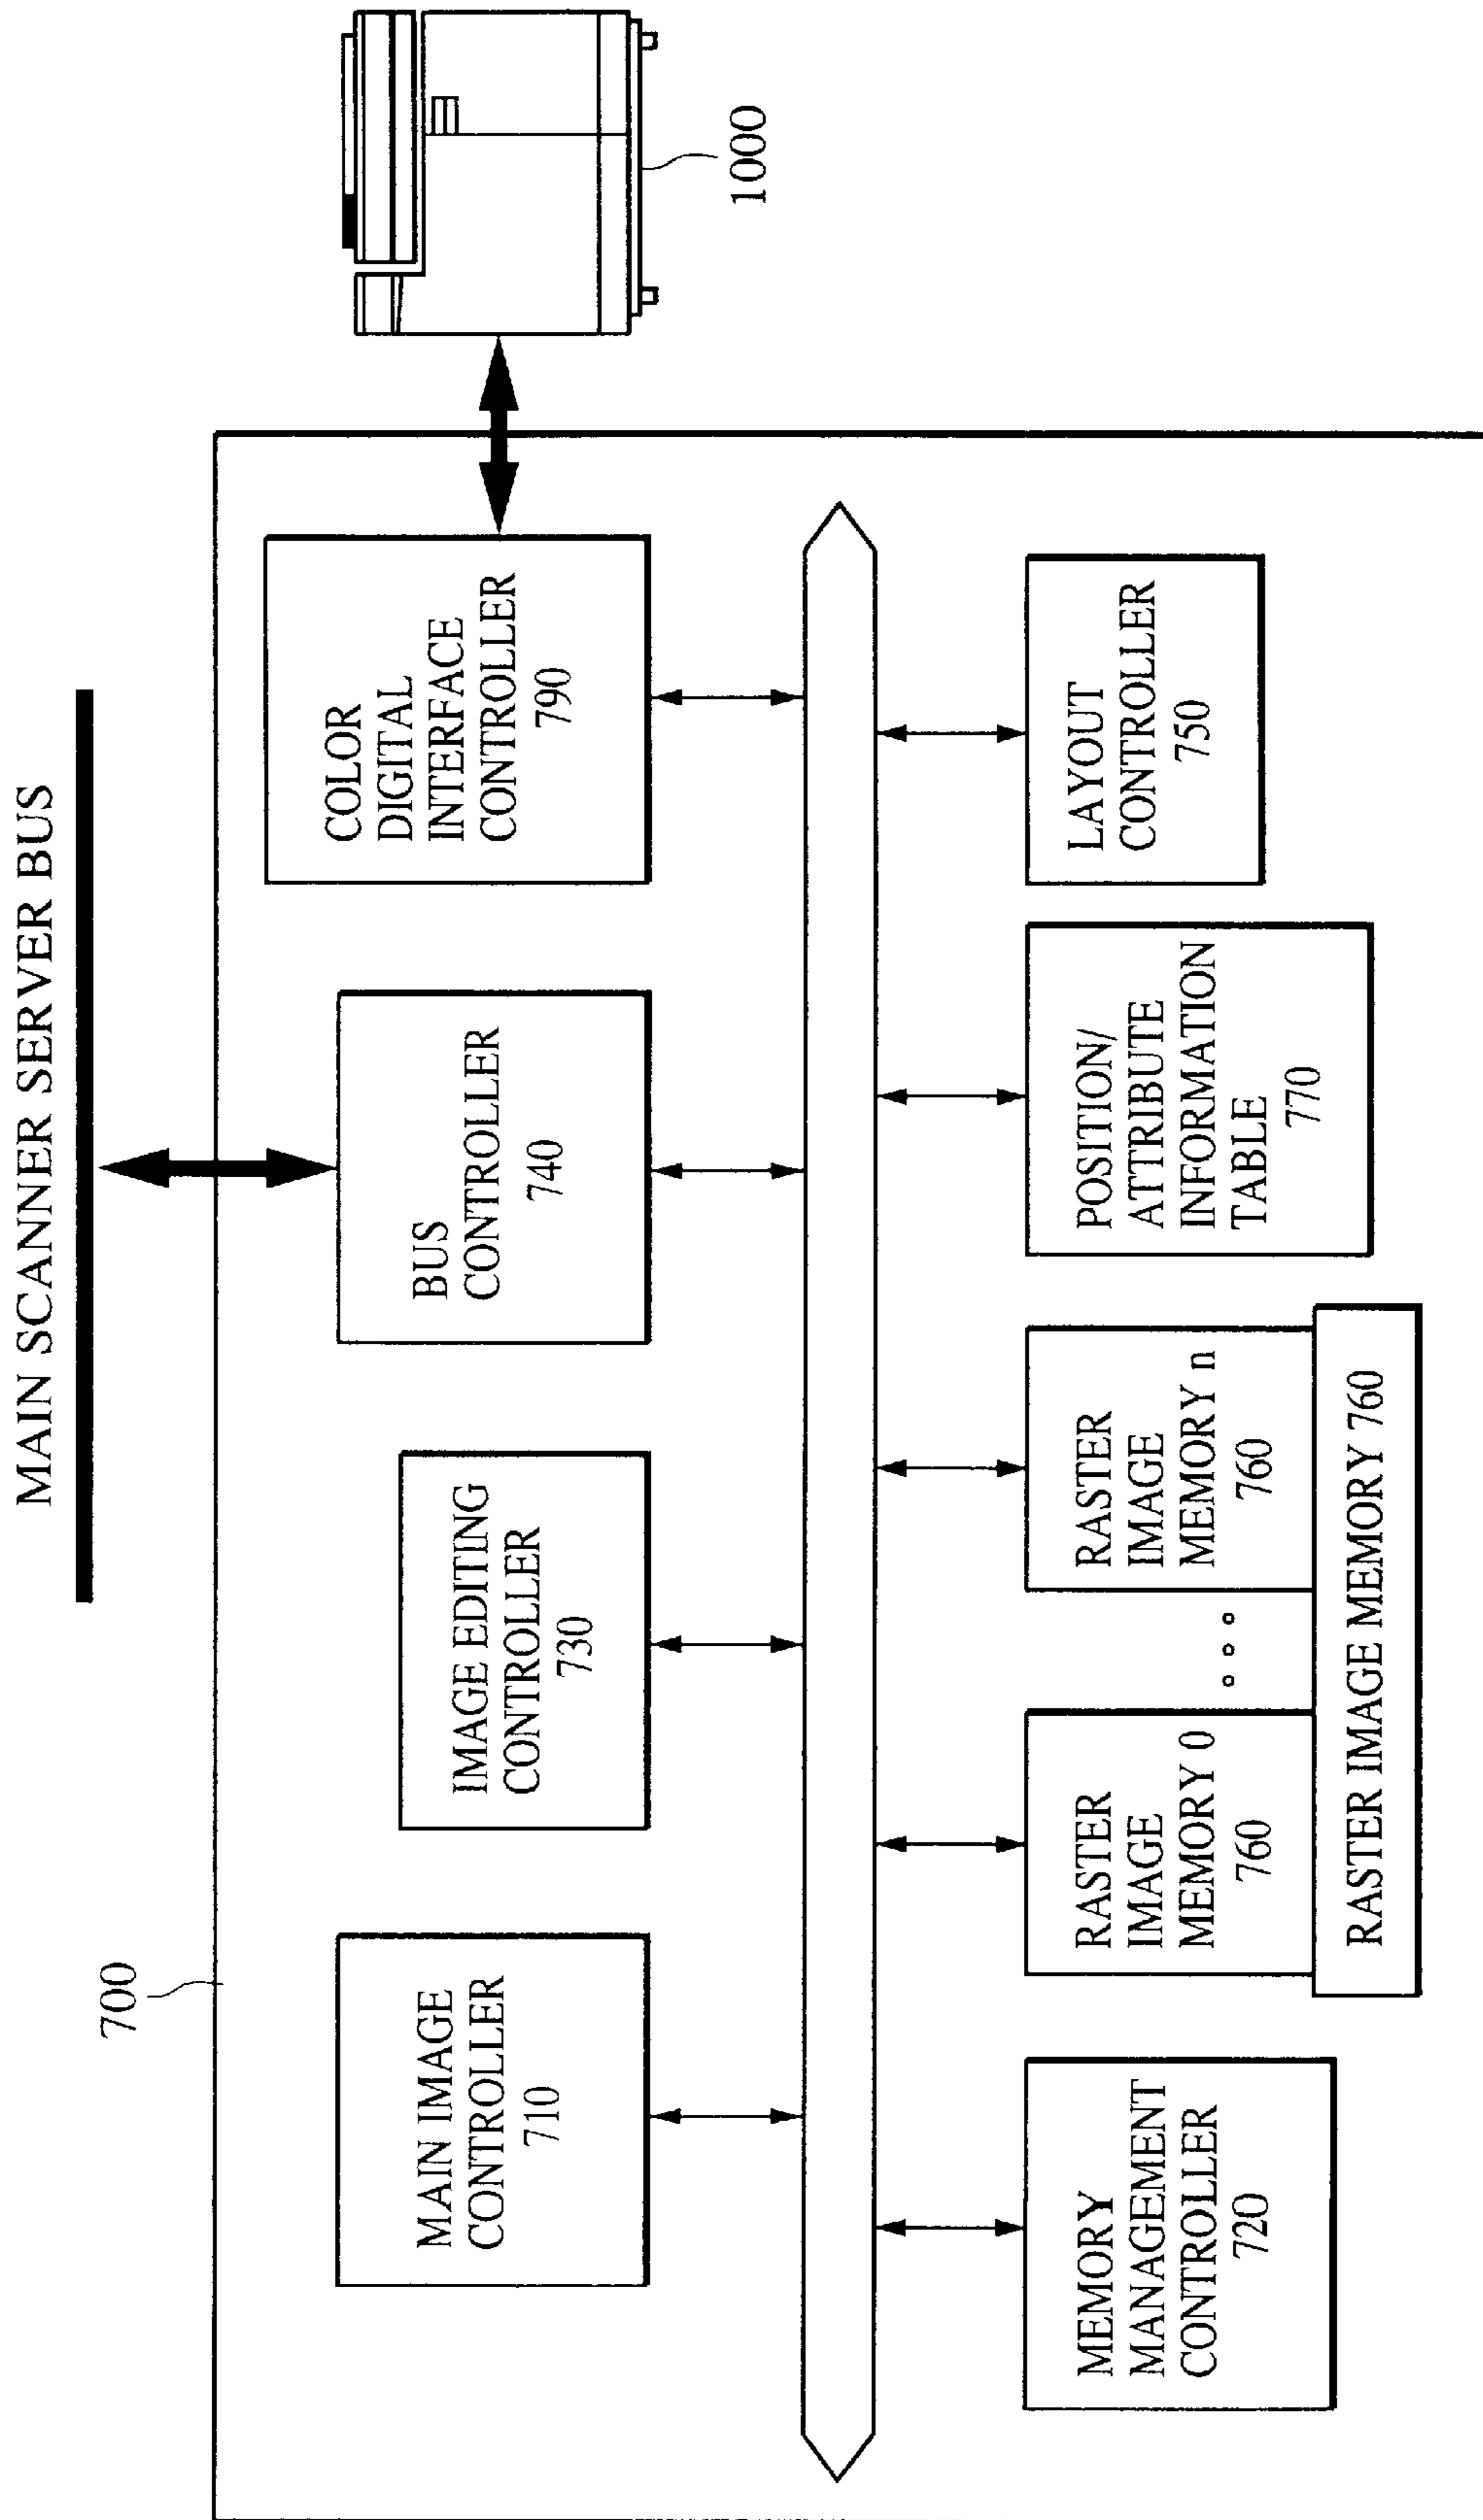 MAIN SCANNER SERVER BUS
700
MAIN IMAGE
CONTROLLER
710
IMAGE EDITING
CONTROLLER
730
BUS
CONTROLLER
740
COLOR
DIGITAL
INTERFACE
CONTROLLER
790
1000
MEMORY
MANAGEMENT
CONTROLLER
720
RASTER
IMAGE
MEMORY 0
760
RASTER
IMAGE
MEMORY n
760
RASTER IMAGE MEMORY 760
POSITION/
ATTRIBUTE
INFORMATION
TABLE
770
LAYOUT
CONTROLLER
750